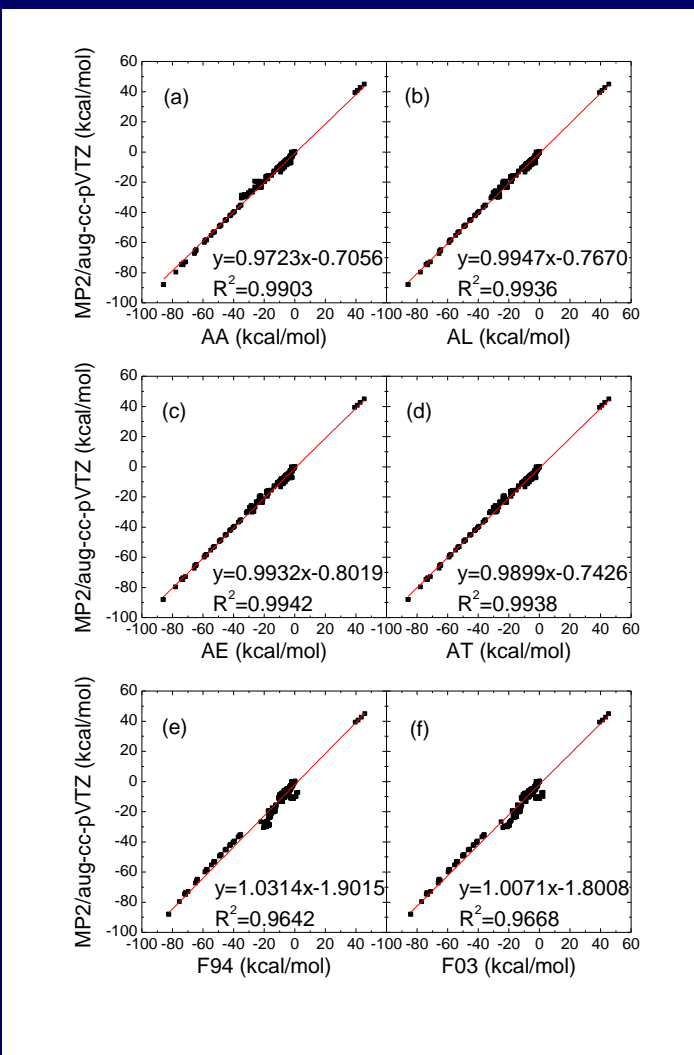 60
40
20
0
-20
-40
-60
-80
-100
MP2/aug-cc-pVTZ (kcal/mol)
(a)
y=0.9723x-0.7056
R²=0.9903
-100 -80 -60 -40 -20 0 20 40
AA (kcal/mol)
(b)
y=0.9947x-0.7670
R²=0.9936
-100 -80 -60 -40 -20 0 20 40 60
AL (kcal/mol)
60
40
20
0
-20
-40
-60
-80
-100
MP2/aug-cc-pVTZ (kcal/mol)
(c)
y=0.9932x-0.8019
R²=0.9942
-100 -80 -60 -40 -20 0 20 40
AE (kcal/mol)
(d)
y=0.9899x-0.7426
R²=0.9938
-100 -80 -60 -40 -20 0 20 40 60
AT (kcal/mol)
60
40
20
0
-20
-40
-60
-80
-100
MP2/aug-cc-pVTZ (kcal/mol)
(e)
y=1.0314x-1.9015
R²=0.9642
-100 -80 -60 -40 -20 0 20 40
F94 (kcal/mol)
(f)
y=1.0071x-1.8008
R²=0.9668
-100 -80 -60 -40 -20 0 20 40 60
F03 (kcal/mol)